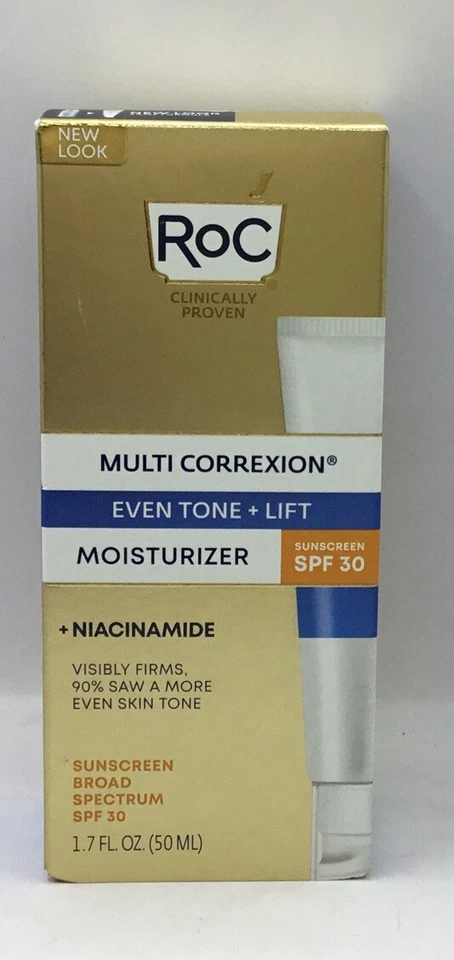 NEW
LOOK
RoC
CLINICALLY
PROVEN
MULTI CORREXION®
EVEN TONE + LIFT
MOISTURIZER
SUNSCREEN
SPF 30
+ NIACINAMIDE
VISIBLY FIRMS,
90% SAW A MORE
EVEN SKIN TONE
SUNSCREEN
BROAD
SPECTRUM
SPF 30
1.7 FL. OZ. (50 ML)